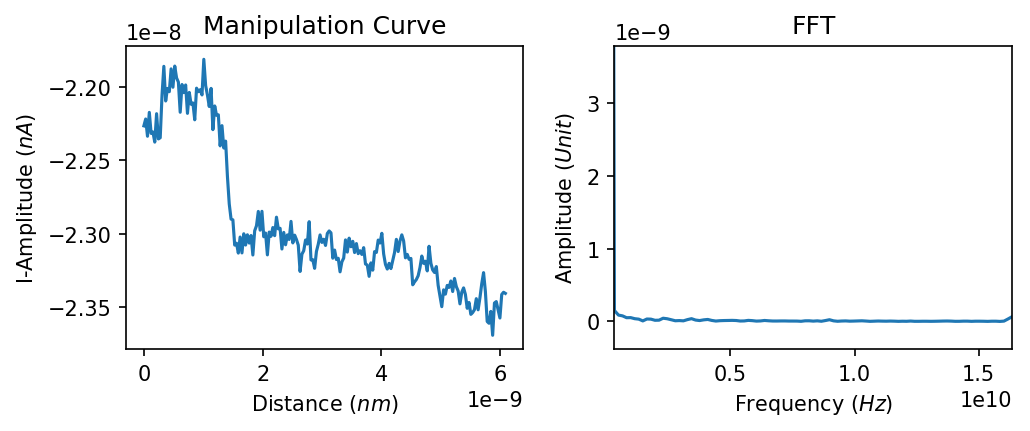 Manipulation Curve
1e−8
I-Amplitude (nA)
−2.20
−2.25
−2.30
−2.35
0 2 4 6
1e−9
Distance (nm)
FFT
1e−9
Amplitude (Unit)
3
2
1
0
0.5 1.0 1.5
1e10
Frequency (Hz)